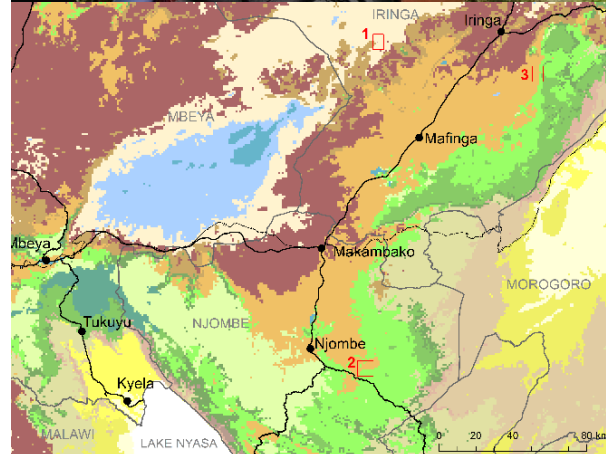 IRINGA
Iringa
1
3
MBEYA
Mafinga
Mbeya
Makambako
MOROGORO
NJOMBE
Tukuyu
Njombe
2
Kyela
MALAWI
LAKE NYASA
0 20 40 80 km